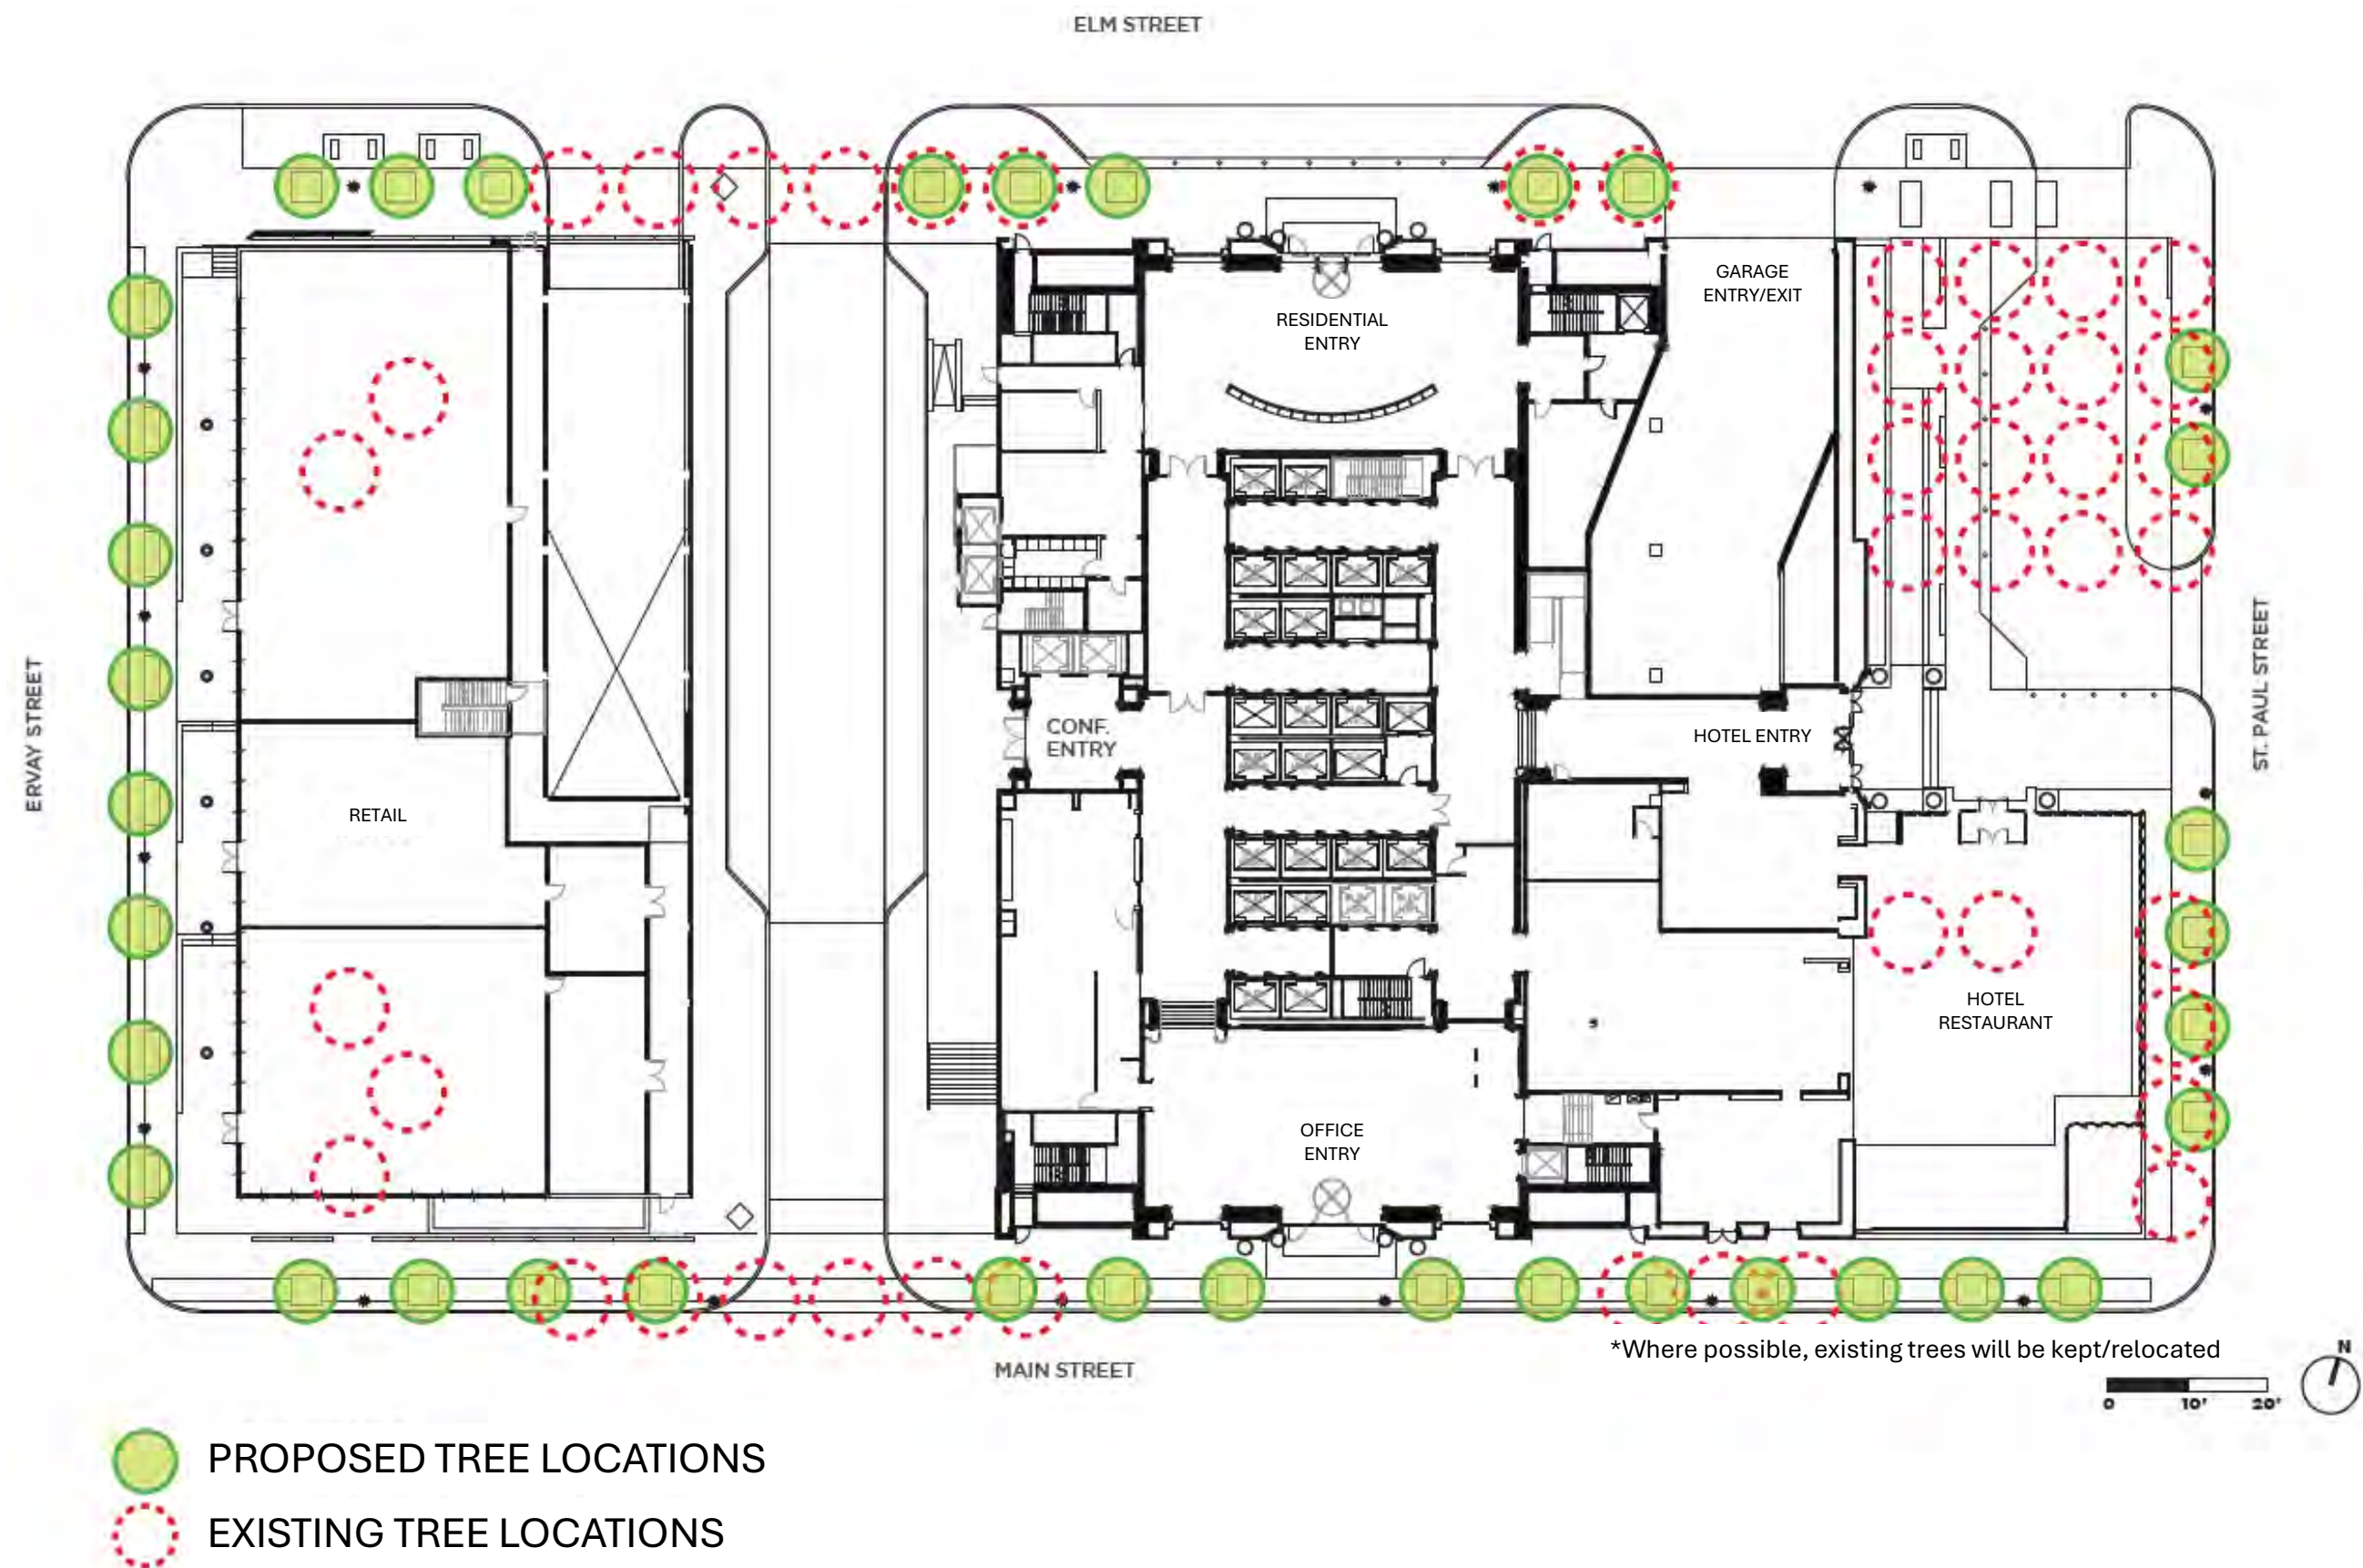 ELM STREET
GARAGE
ENTRY/EXIT
RESIDENTIAL
ENTRY
ERVAY STREET
ST. PAUL STREET
CONF.
ENTRY
HOTEL ENTRY
RETAIL
HOTEL
RESTAURANT
OFFICE
ENTRY
*Where possible, existing trees will be kept/relocated
MAIN STREET
N
0 10' 20'
PROPOSED TREE LOCATIONS
EXISTING TREE LOCATIONS